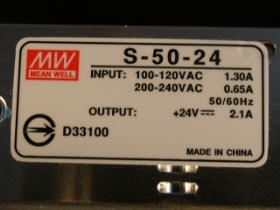 MW
MEAN WELL
S-50-24
INPUT: 100-120VAC 1.30A
200-240VAC 0.65A
50/60Hz
OUTPUT: +24V⎓ 2.1A
D33100
MADE IN CHINA